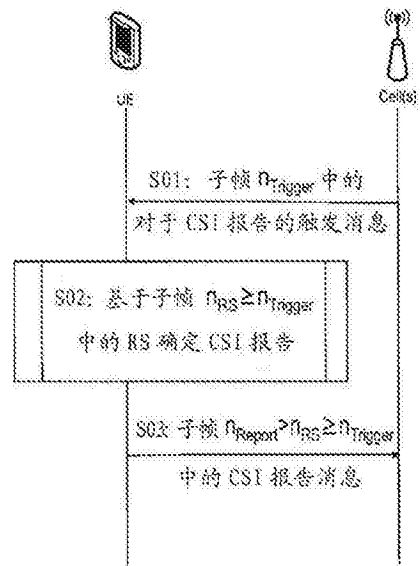 UE
Cell(s)
S01: 子帧 nTrigger 中的
对于 CSI 报告的触发消息
S02: 基于子帧 nRS≥nTrigger
中的 RS 确定 CSI 报告
S03: 子帧 nReport>nRS≥nTrigger
中的 CSI 报告消息